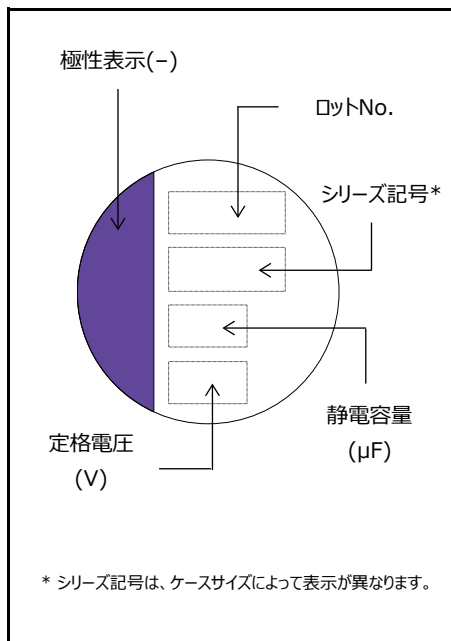 極性表示(−)
ロットNo.
シリーズ記号*
静電容量
(μF)
定格電圧
(V)
* シリーズ記号は、ケースサイズによって表示が異なります。